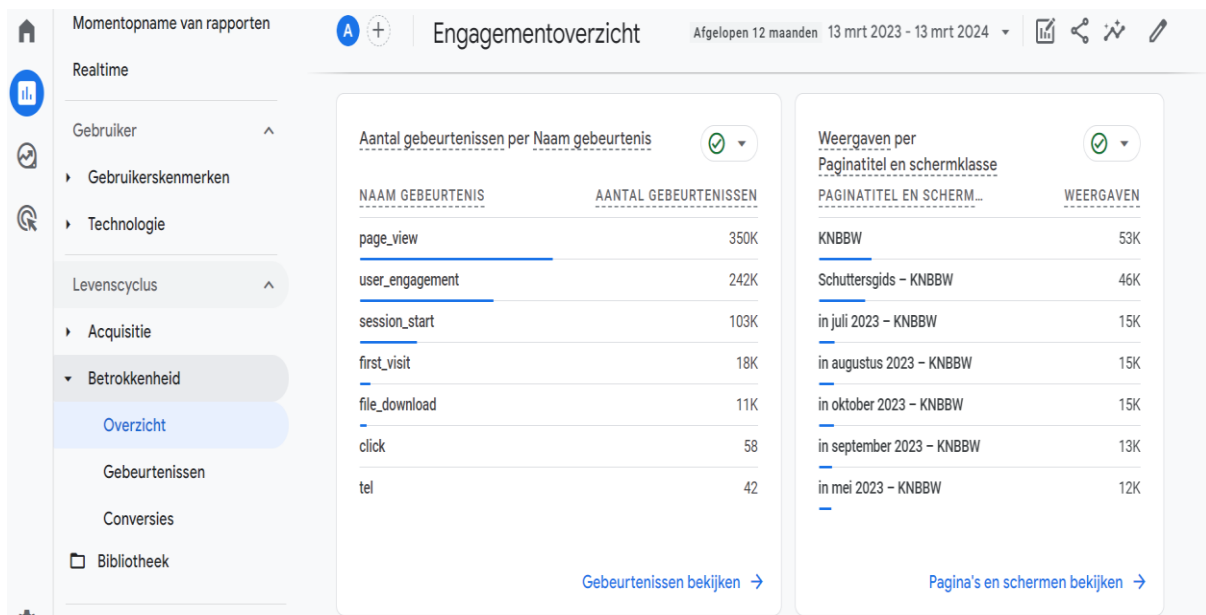 Momentopname van rapporten
Realtime
Gebruiker
Gebruikerskenmerken
Technologie
Levenscyclus
Acquisitie
Betrokkenheid
Overzicht
Gebeurtenissen
Conversies
Bibliotheek
A
Engagementoverzicht
Afgelopen 12 maanden 13 mrt 2023 - 13 mrt 2024
Aantal gebeurtenissen per Naam gebeurtenis
NAAM GEBEURTENIS AANTAL GEBEURTENISSEN
page_view 350K
user_engagement 242K
session_start 103K
first_visit 18K
file_download 11K
click 58
tel 42
Gebeurtenissen bekijken →
Weergaven per
Paginatitel en schermklasse
PAGINATITEL EN SCHERM... WEERGAVEN
KNBBW 53K
Schuttersgids – KNBBW 46K
in juli 2023 – KNBBW 15K
in augustus 2023 – KNBBW 15K
in oktober 2023 – KNBBW 15K
in september 2023 – KNBBW 13K
in mei 2023 – KNBBW 12K
Pagina's en schermen bekijken →